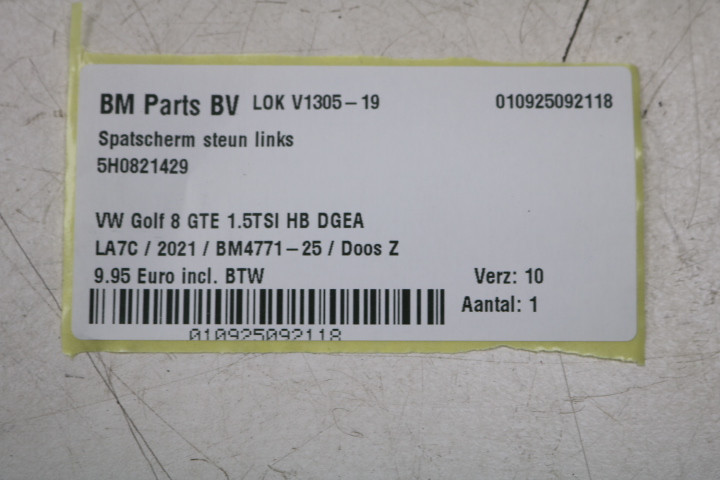 BM Parts BV LOK V1305-19 010925092118
Spatscherm steun links
5H0821429
VW Golf 8 GTE 1.5TSI HB DGEA
LA7C / 2021 / BM4771-25 / Doos Z
9.95 Euro incl. BTW Verz: 10
Aantal: 1
010925092118